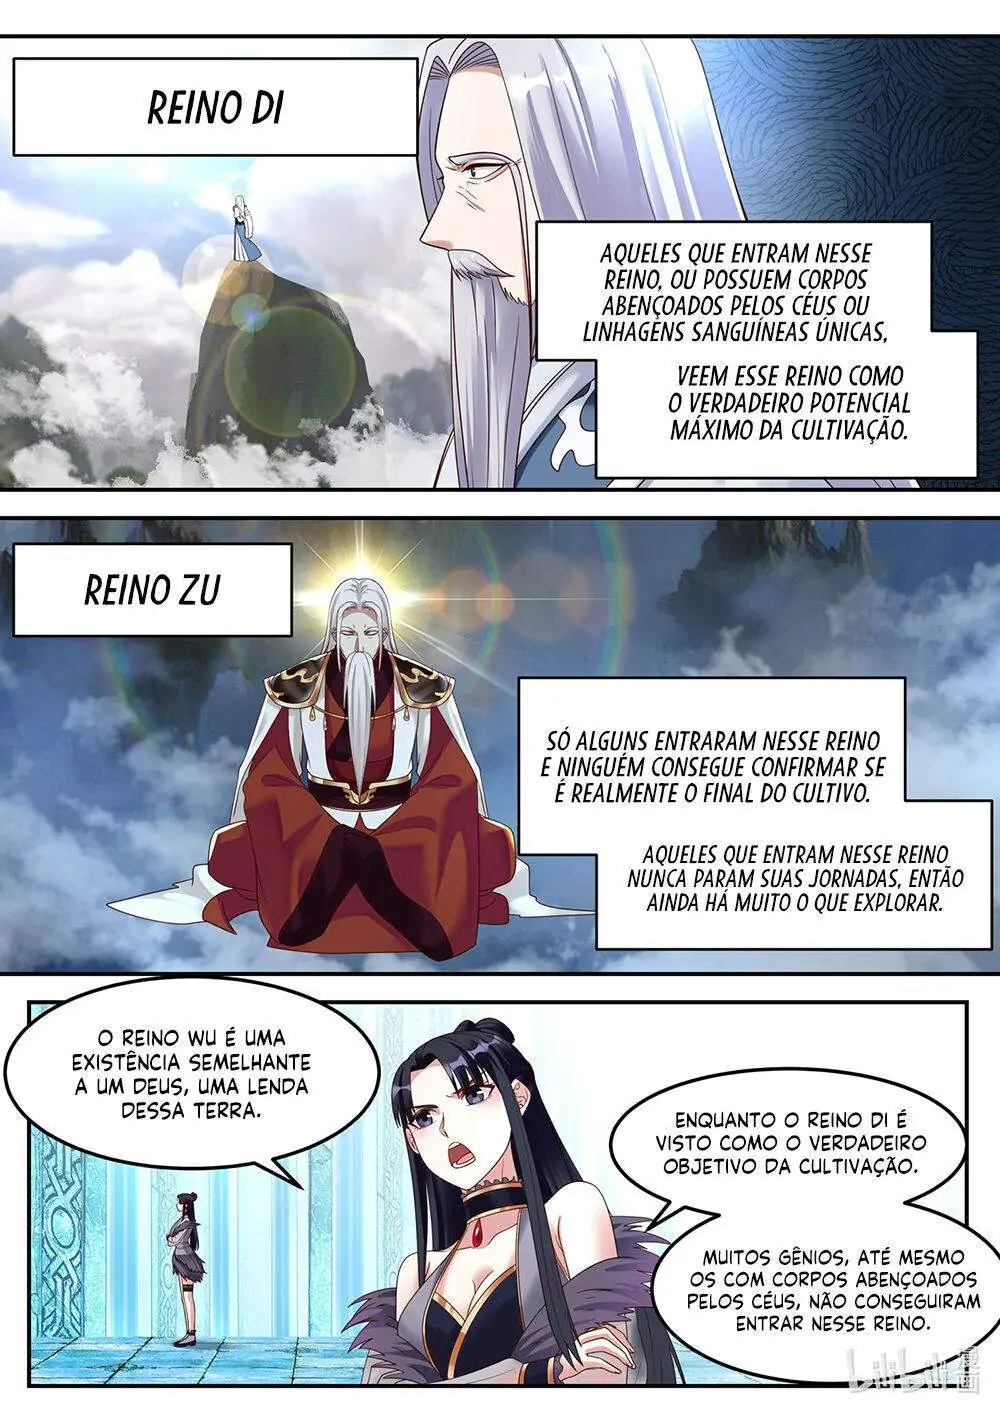 REINO DI
AQUELES QUE ENTRAM NESSE
REINO, OU POSSUEM CORPOS
ABENÇOADOS PELOS CÉUS OU
LINHAGENS SANGUÍNEAS ÚNICAS,
VEEM ESSE REINO COMO
O VERDADEIRO POTENCIAL
MÁXIMO DA CULTIVAÇÃO.
REINO ZU
SÓ ALGUNS ENTRARAM NESSE REINO
E NINGUÉM CONSEGUE CONFIRMAR SE
É REALMENTE O FINAL DO CULTIVO.
AQUELES QUE ENTRAM NESSE REINO
NUNCA PARAM SUAS JORNADAS, ENTÃO
AINDA HÁ MUITO O QUE EXPLORAR.
O REINO WU É UMA
EXISTÊNCIA SEMELHANTE
A UM DEUS, UMA LENDA
DESSA TERRA.
ENQUANTO O REINO DI É
VISTO COMO O VERDADEIRO
OBJETIVO DA CULTIVAÇÃO.
MUITOS GÊNIOS, ATÉ MESMO
OS COM CORPOS ABENÇOADOS
PELOS CÉUS, NÃO CONSEGUIRAM
ENTRAR NESSE REINO.
bilibili 漫画